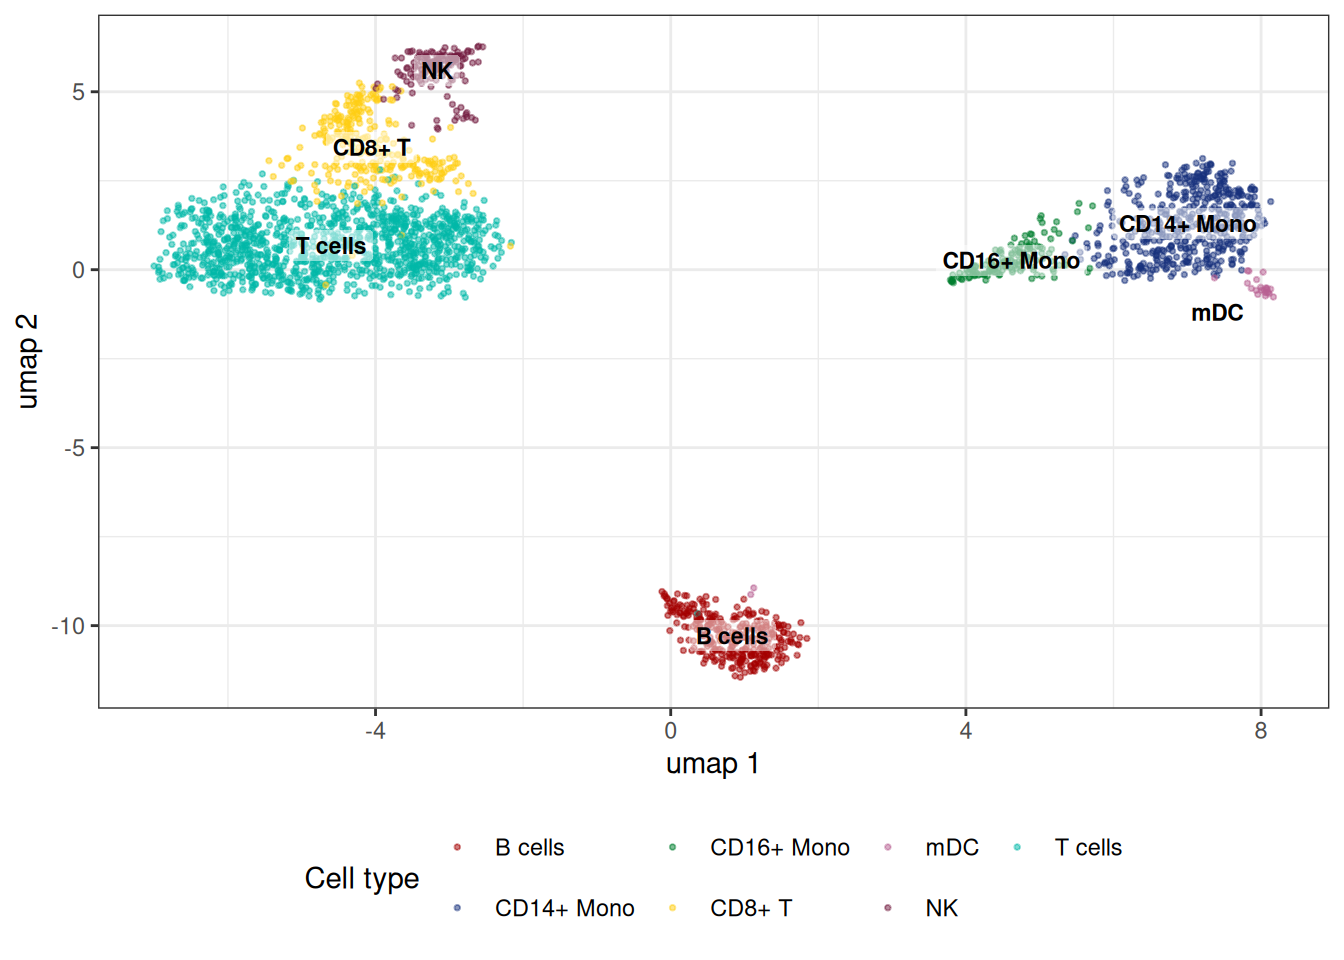 NK
5
CD8+ T
CD14+ Mono
T cells
CD16+ Mono
0
mDC
umap 2
-5
B cells
-10
-4 0 4 8
umap 1
Cell type
B cells CD16+ Mono mDC T cells
CD14+ Mono CD8+ T NK